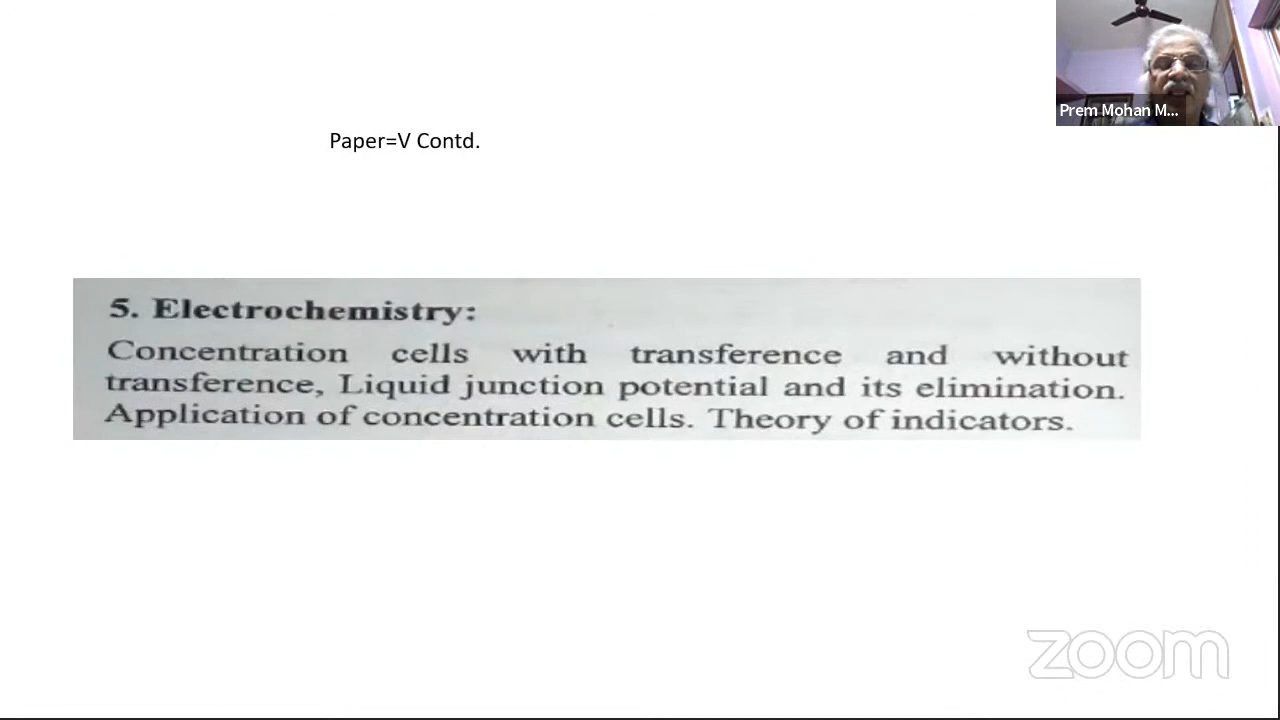 Prem Mohan M...
Paper=V Contd.
5. Electrochemistry:
Concentration cells with transference and without
transference, Liquid junction potential and its elimination.
Application of concentration cells. Theory of indicators.
zoom